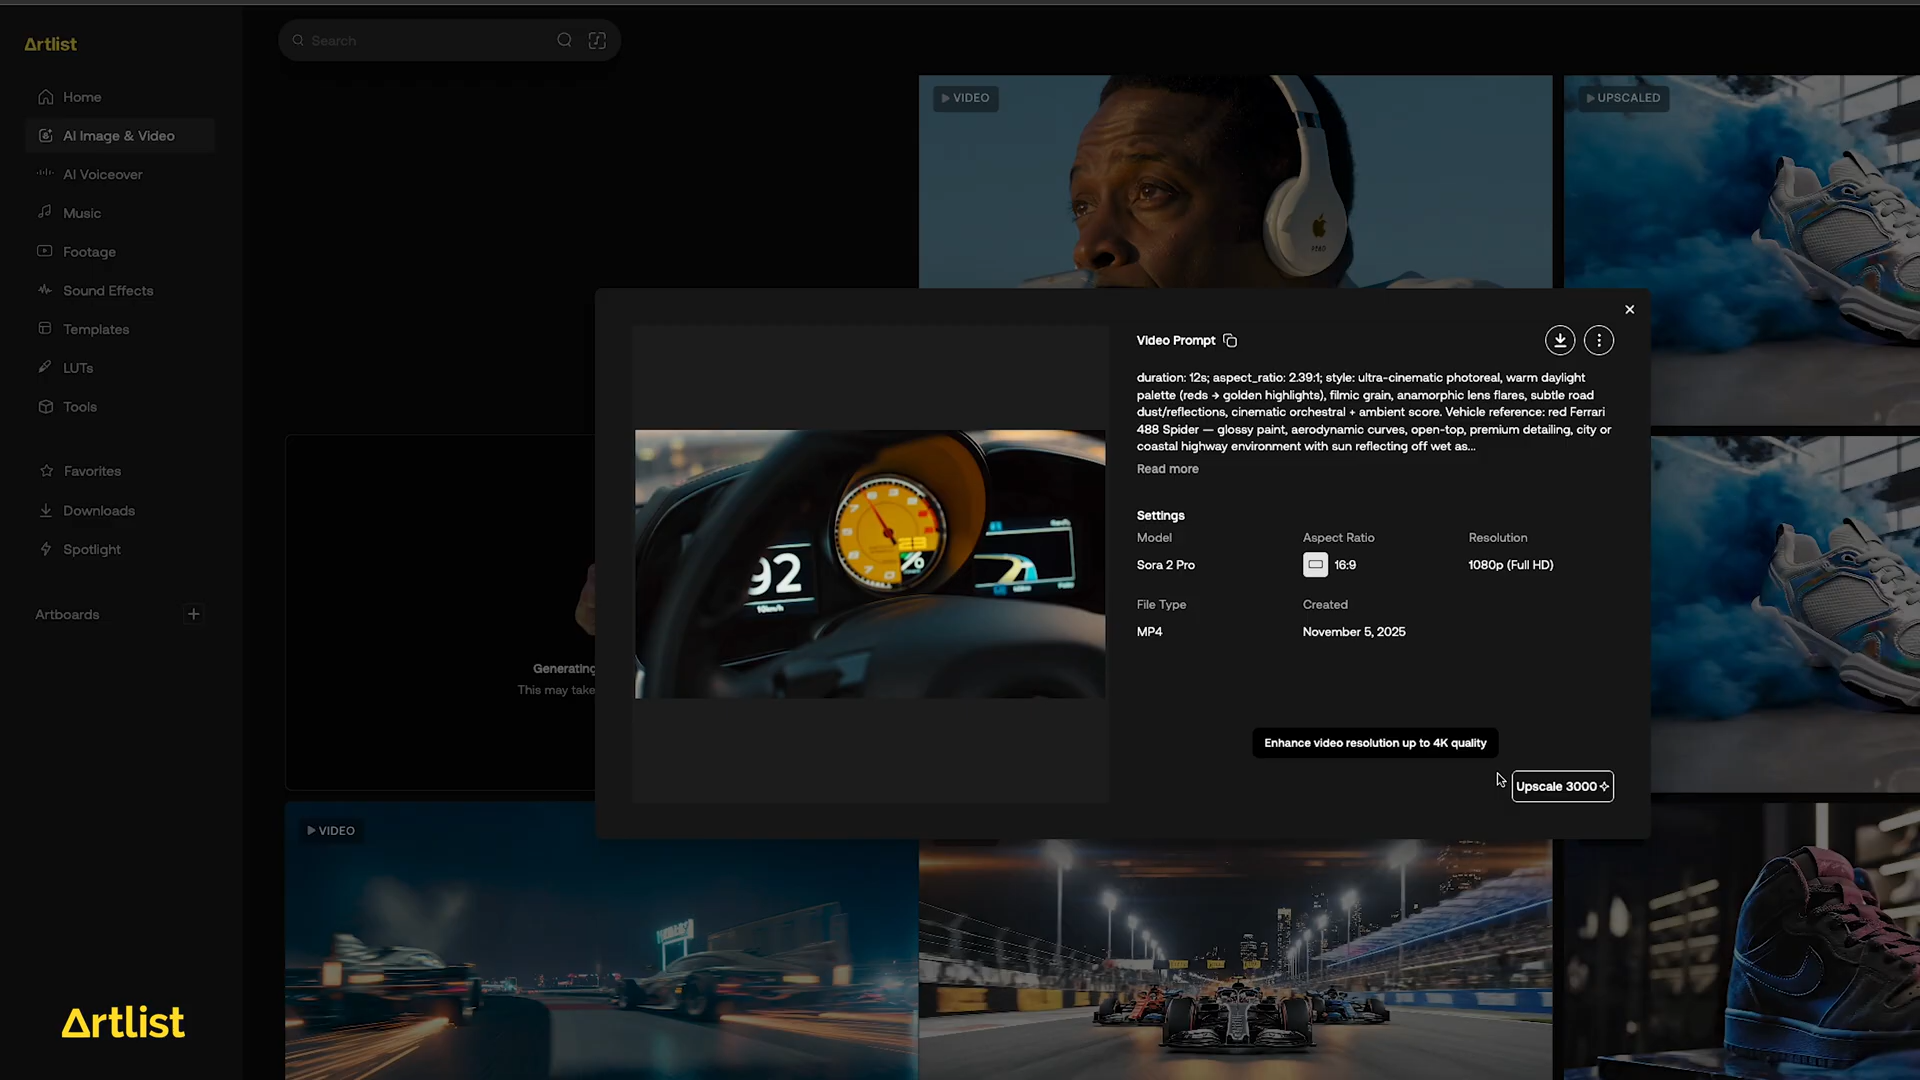 Artlist
Search
Home
AI Image & Video
AI Voiceover
Music
Footage
Sound Effects
Templates
LUTs
Tools
Favorites
Downloads
Spotlight
Artboards
VIDEO
UPSCALED
Video Prompt
duration: 12s; aspect_ratio: 2.39:1; style: ultra-cinematic photoreal, warm daylight
palette (reds → golden highlights), filmic grain, anamorphic lens flares, subtle road
dust/reflections, cinematic orchestral + ambient score. Vehicle reference: red Ferrari
488 Spider — glossy paint, aerodynamic curves, open-top, premium detailing, city or
coastal highway environment with sun reflecting off wet as...
Read more
Settings
Model
Aspect Ratio
Resolution
Sora 2 Pro
16:9
1080p (Full HD)
File Type
Created
MP4
November 5, 2025
Enhance video resolution up to 4K quality
Upscale 3000
92
Generating
This may take
VIDEO
Artlist